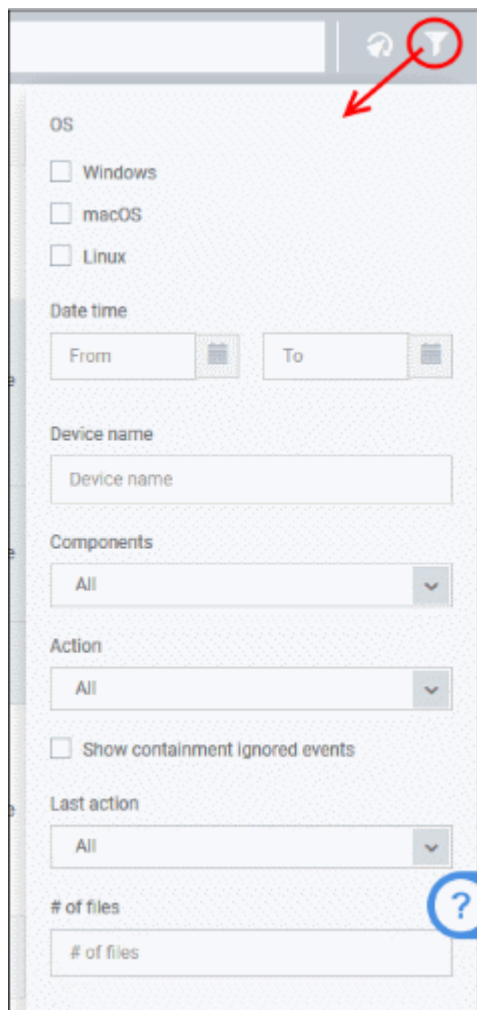 OS
Windows
macOS
Linux
Date time
From To
Device name
Device name
Components
All
Action
All
Show containment ignored events
Last action
All
?
# of files
# of files